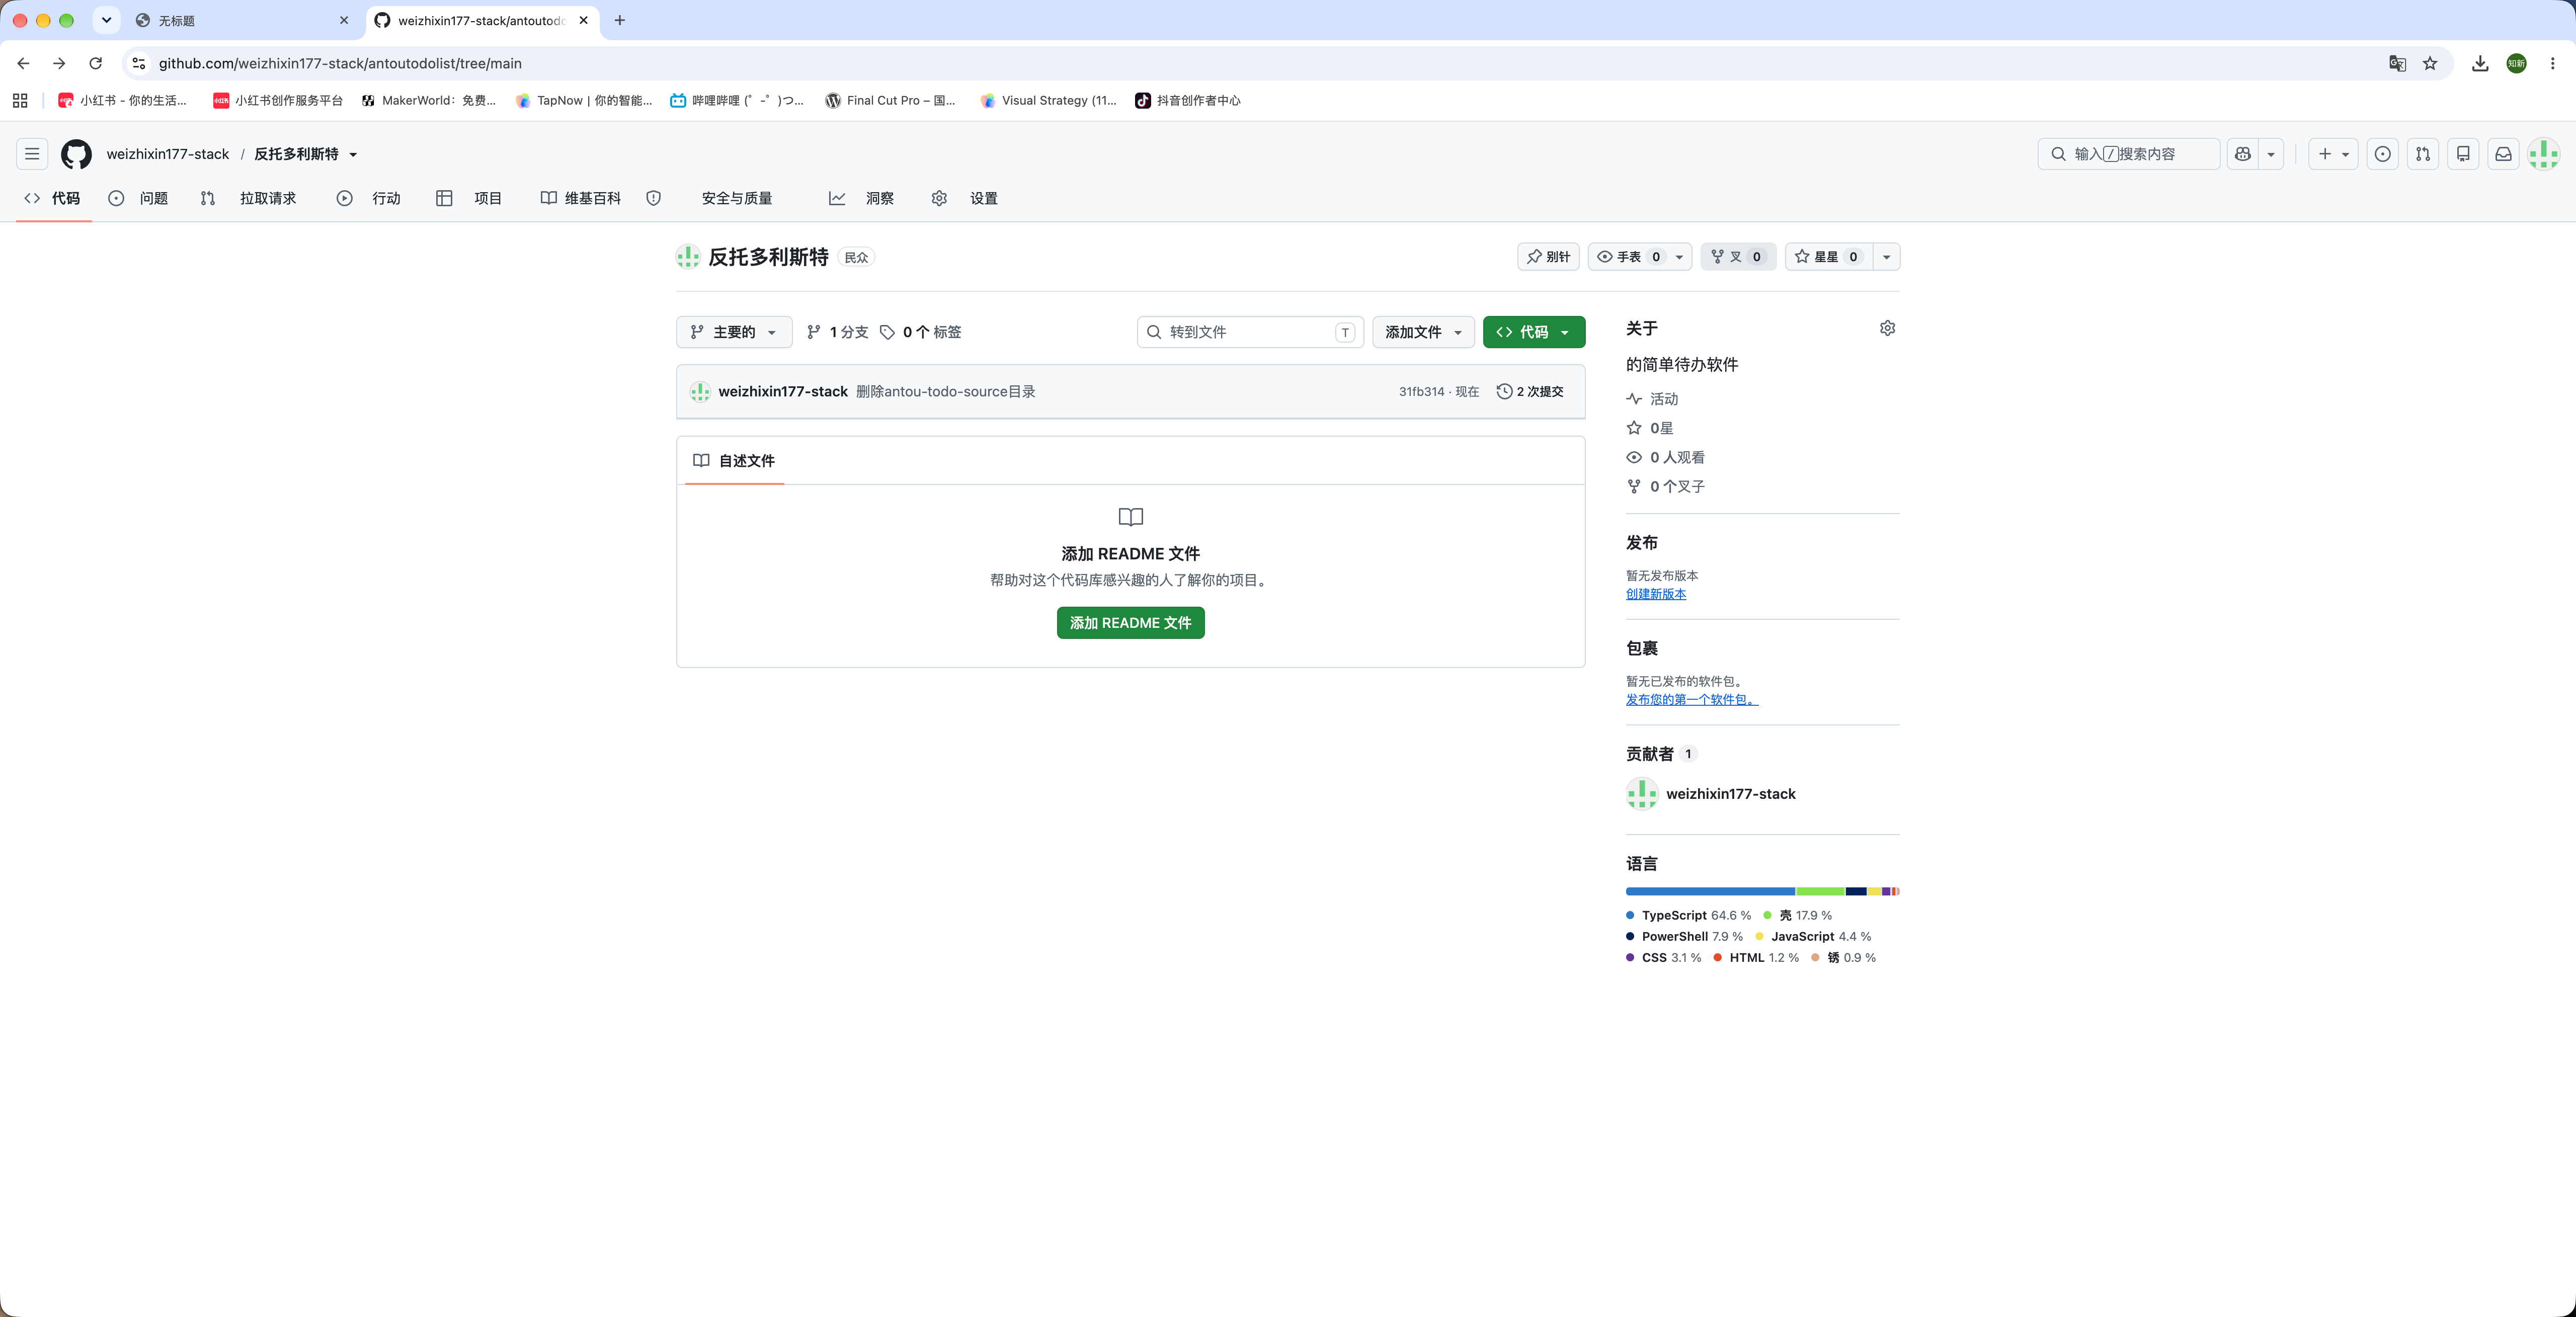 无标题
weizhixin177-stack/antoutodo
github.com/weizhixin177-stack/antoutodolist/tree/main
知新
小红书 - 你的生活...
小红书创作服务平台
MakerWorld：免费...
TapNow | 你的智能...
哔哩哔哩 (゜-゜)つ...
Final Cut Pro – 国...
Visual Strategy (11...
抖音创作者中心
weizhixin177-stack / 反托多利斯特
输入/搜索内容
代码 问题 拉取请求 行动 项目 维基百科 安全与质量 洞察 设置
反托多利斯特 民众
别针 手表 0 叉 0 星星 0
主要的 1 分支 0 个 标签
转到文件 T 添加文件 代码
weizhixin177-stack 删除antou-todo-source目录 31fb314 · 现在 2 次提交
自述文件
添加 README 文件
帮助对这个代码库感兴趣的人了解你的项目。
添加 README 文件
关于
的简单待办软件
活动
0星
0 人观看
0 个叉子
发布
暂无发布版本
创建新版本
包裹
暂无已发布的软件包。
发布您的第一个软件包。
贡献者 1
weizhixin177-stack
语言
TypeScript 64.6 % 壳 17.9 %
PowerShell 7.9 % JavaScript 4.4 %
CSS 3.1 % HTML 1.2 % 锈 0.9 %